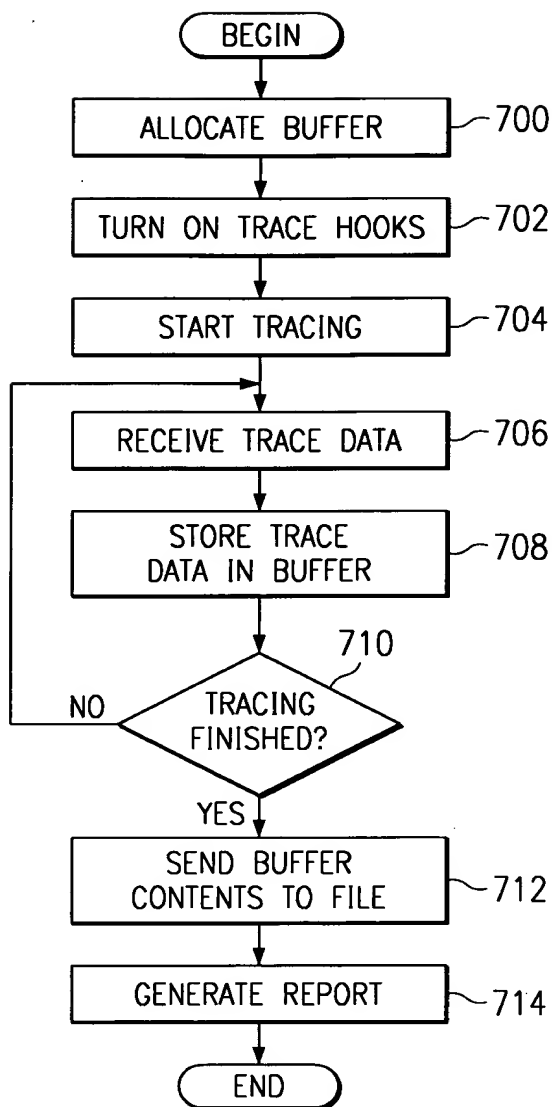 BEGIN
ALLOCATE BUFFER
700
TURN ON TRACE HOOKS
702
START TRACING
704
RECEIVE TRACE DATA
706
STORE TRACE
DATA IN BUFFER
708
710
TRACING
FINISHED?
NO
YES
SEND BUFFER
CONTENTS TO FILE
712
GENERATE REPORT
714
END